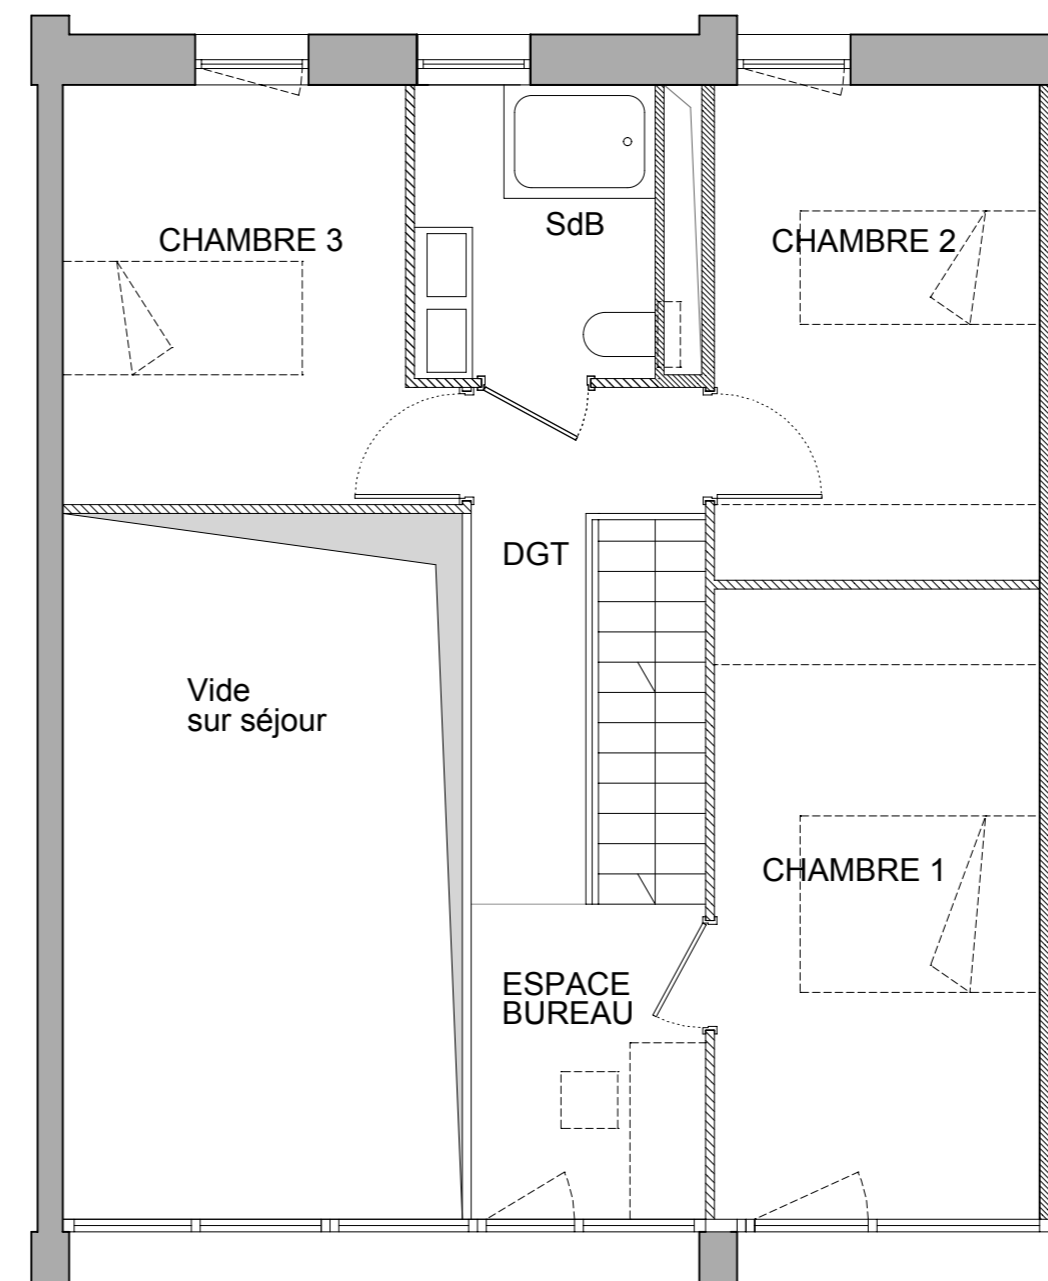 SdB
CHAMBRE 3
CHAMBRE 2
DGT
Vide
sur séjour
CHAMBRE 1
ESPACE
BUREAU